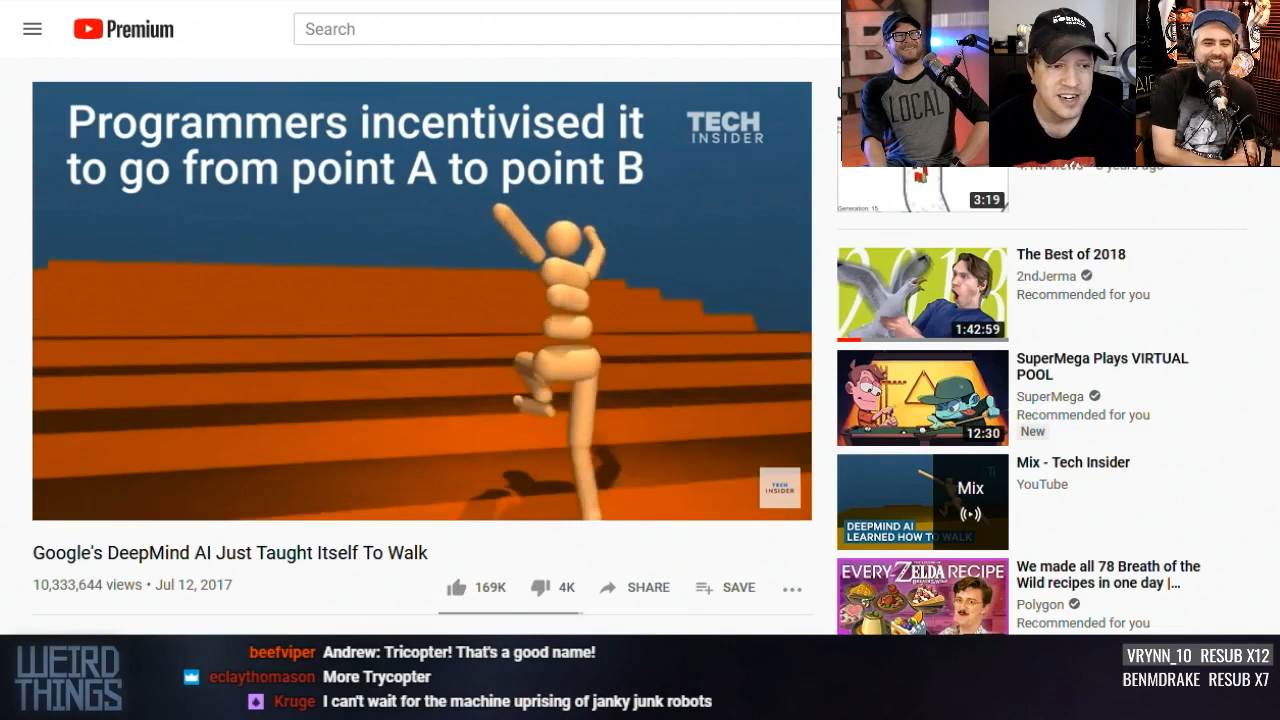 Premium
Search
LOCAL
Programmers incentivised it
to go from point A to point B
TECH
INSIDER
TECH
INSIDER
Google's DeepMind AI Just Taught Itself To Walk
10,333,644 views • Jul 12, 2017
169K
4K
SHARE
SAVE
Generation: 15
3:19
The Best of 2018
2ndJerma
Recommended for you
1:42:59
SuperMega Plays VIRTUAL
POOL
SuperMega
Recommended for you
New
12:30
Mix - Tech Insider
YouTube
Mix
DEEPMIND AI
LEARNED HOW TO WALK
We made all 78 Breath of the
Wild recipes in one day |...
Polygon
Recommended for you
EVERY ZELDA RECIPE
WEIRD
THINGS
beefviper Andrew: Tricopter! That's a good name!
eclaythomason More Trycopter
Kruge I can't wait for the machine uprising of janky junk robots
VRYNN_10 RESUB X12
BENMDRAKE RESUB X7